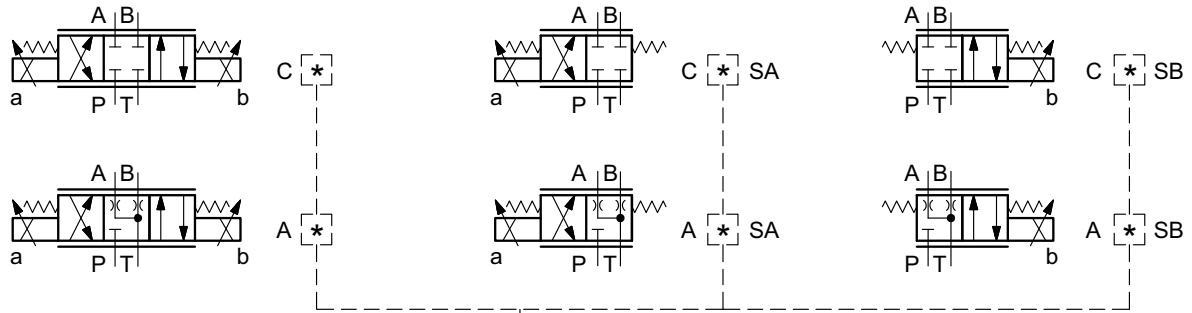 A B A B A B
C * C * SA C * SB
a P T b a P T P T b
A B A B A B
A * A * SA A * SB
a P T b a P T P T b